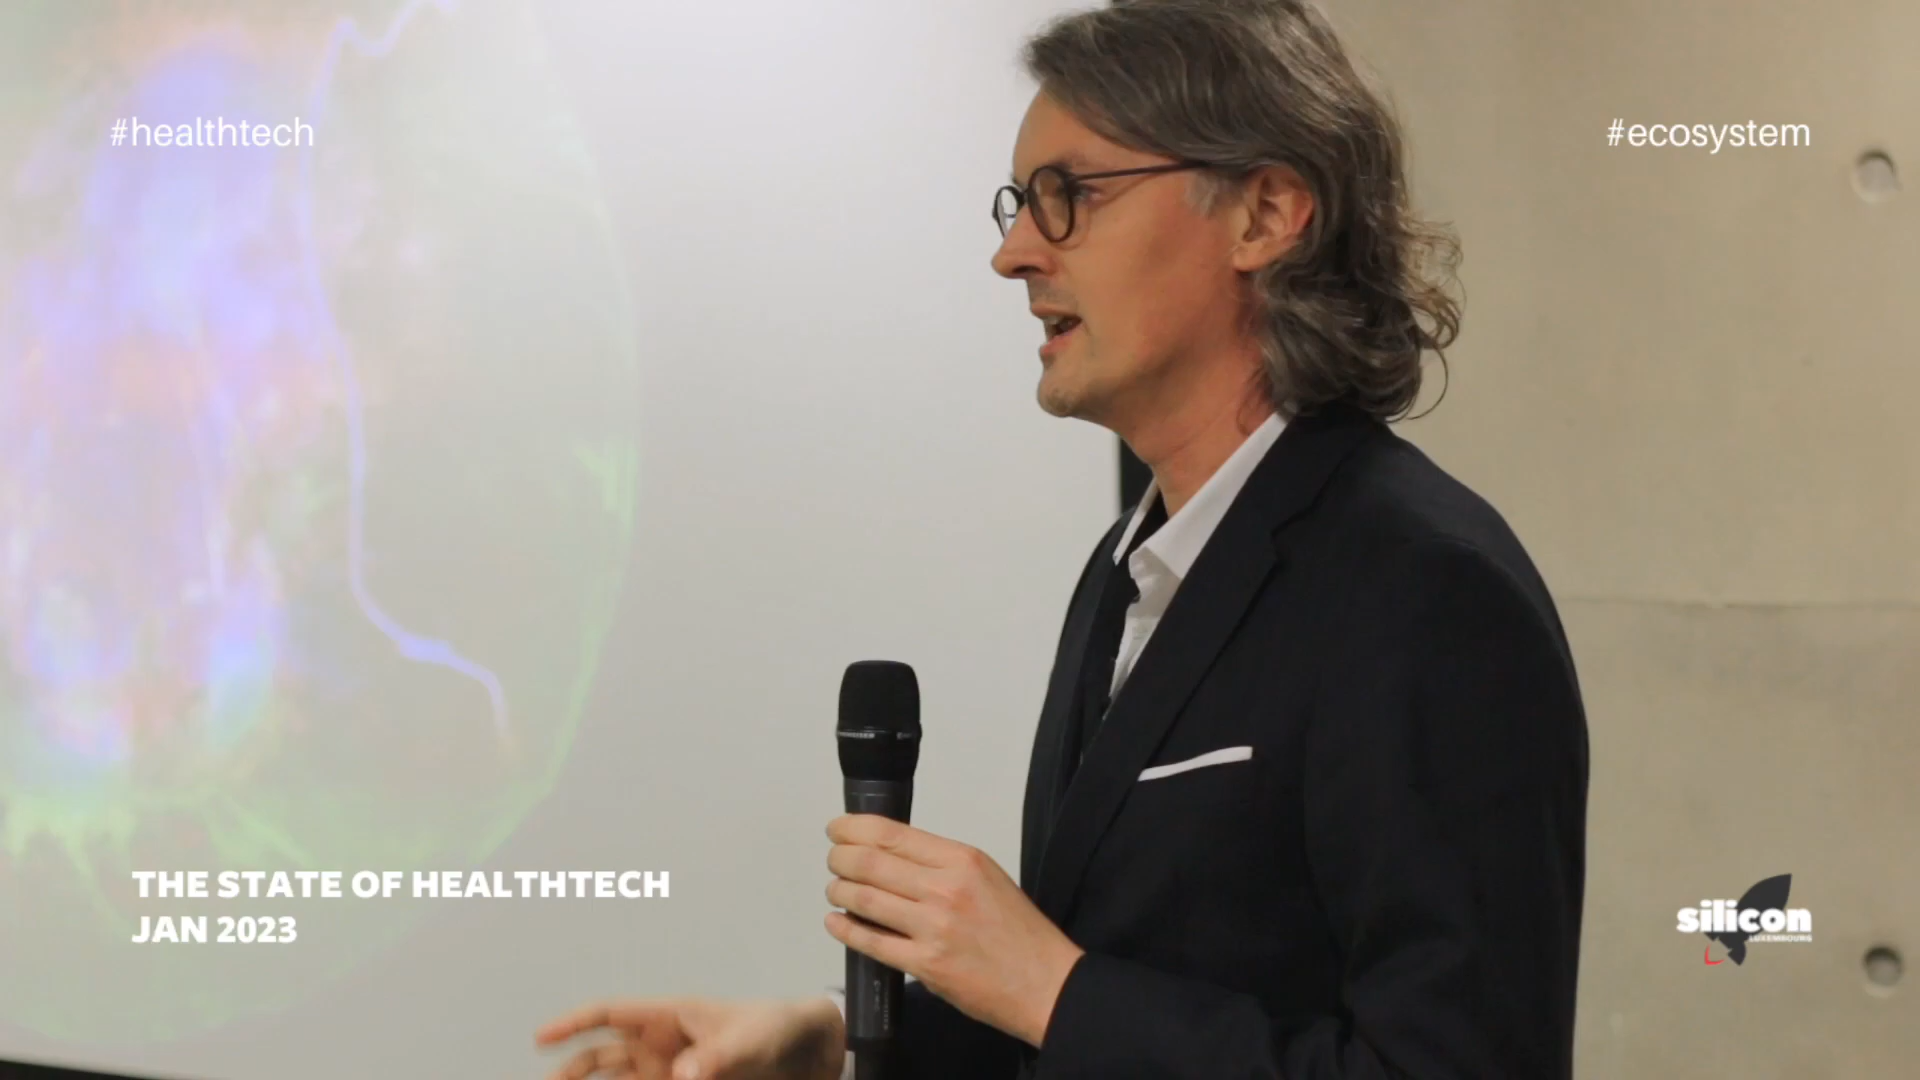 #healthtech
#ecosystem
THE STATE OF HEALTHTECH
JAN 2023
silicon
LUXEMBOURG